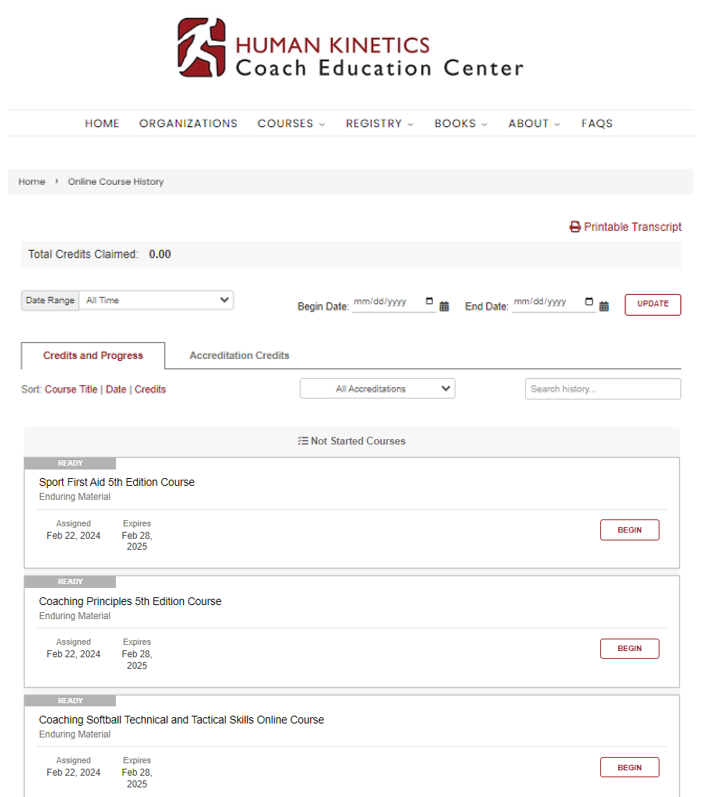 HUMAN KINETICS
Coach Education Center
HOME ORGANIZATIONS COURSES REGISTRY BOOKS ABOUT FAQS
Home › Online Course History
Printable Transcript
Total Credits Claimed: 0.00
Date Range All Time Begin Date: mm/dd/yyyy End Date: mm/dd/yyyy UPDATE
Credits and Progress Accreditation Credits
Sort: Course Title | Date | Credits All Accreditations Search history...
Not Started Courses
READY
Sport First Aid 5th Edition Course
Enduring Material
Assigned Expires
Feb 22, 2024 Feb 28,
2025
BEGIN
READY
Coaching Principles 5th Edition Course
Enduring Material
Assigned Expires
Feb 22, 2024 Feb 28,
2025
BEGIN
READY
Coaching Softball Technical and Tactical Skills Online Course
Enduring Material
Assigned Expires
Feb 22, 2024 Feb 28,
2025
BEGIN